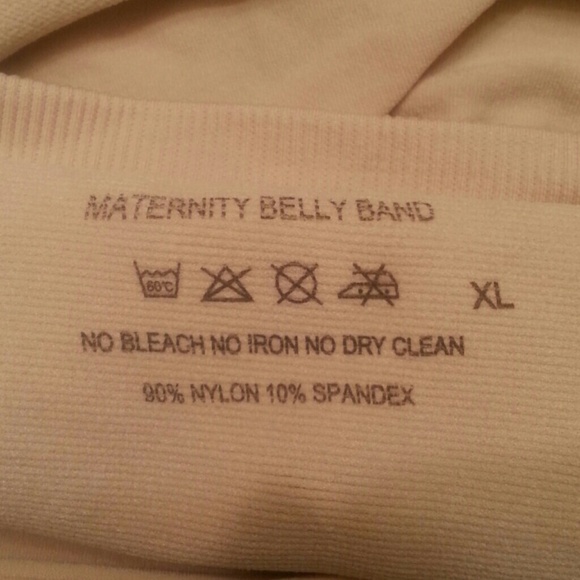 MATERNITY BELLY BAND
60°C
XL
NO BLEACH NO IRON NO DRY CLEAN
90% NYLON 10% SPANDEX